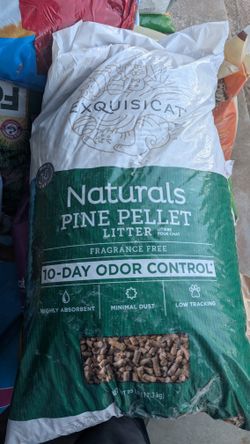 EXQUISICAT
Naturals
PINE PELLET
LITTER
FRAGRANCE FREE
10-DAY ODOR CONTROL
HIGHLY ABSORBENT
MINIMAL DUST
LOW TRACKING